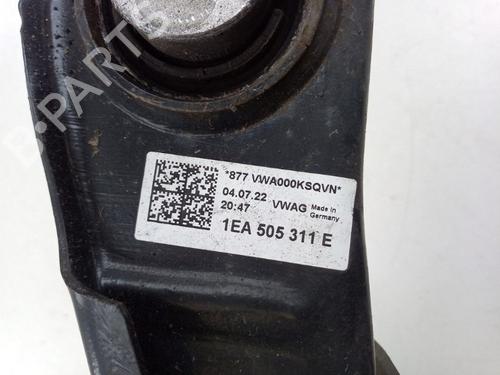 B-PARTS
*877 VWA000KSQVN*
04.07.22 VWAG Made in
20:47 Germany
1EA 505 311 E